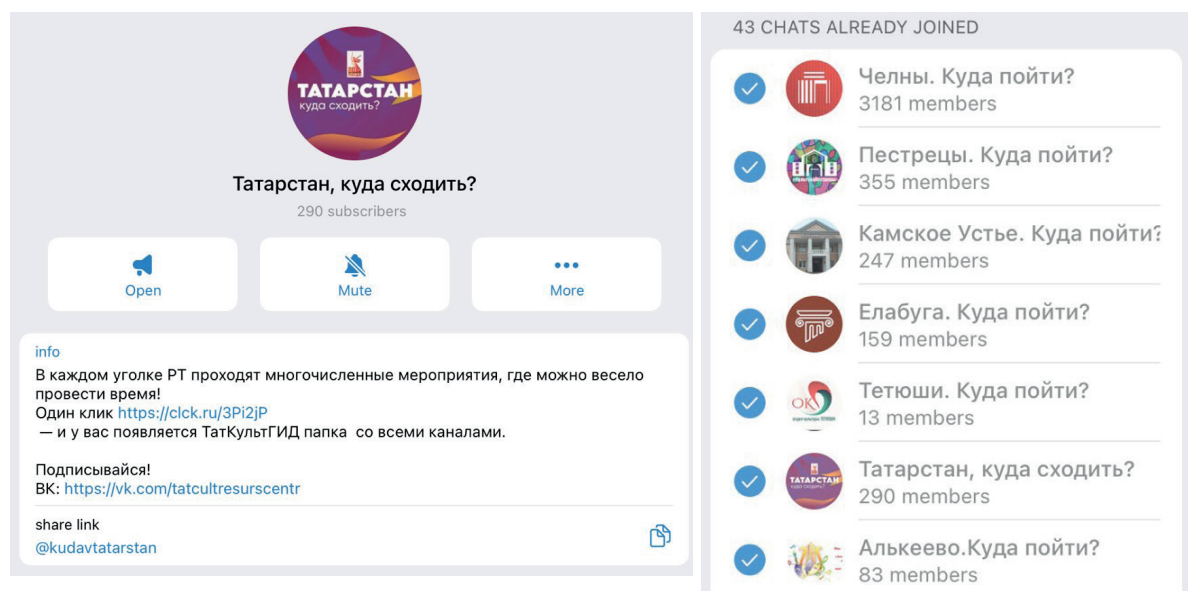 ТАТАРСТАН
куда сходить?
Татарстан, куда сходить?
290 subscribers
Open
Mute
More
info
В каждом уголке РТ проходят многочисленные мероприятия, где можно весело
провести время!
Один клик https://clck.ru/3Pi2jP
— и у вас появляется ТатКультГИД папка со всеми каналами.
Подписывайся!
ВК: https://vk.com/tatcultresurscentr
share link
@kudavtatarstan
43 CHATS ALREADY JOINED
Челны. Куда пойти?
3181 members
Пестрецы. Куда пойти?
355 members
Камское Устье. Куда пойти?
247 members
Елабуга. Куда пойти?
159 members
ОК
Тетюши. Куда пойти?
13 members
ТАТАРСТАН
куда сходить?
Татарстан, куда сходить?
290 members
Алькеево.Куда пойти?
83 members